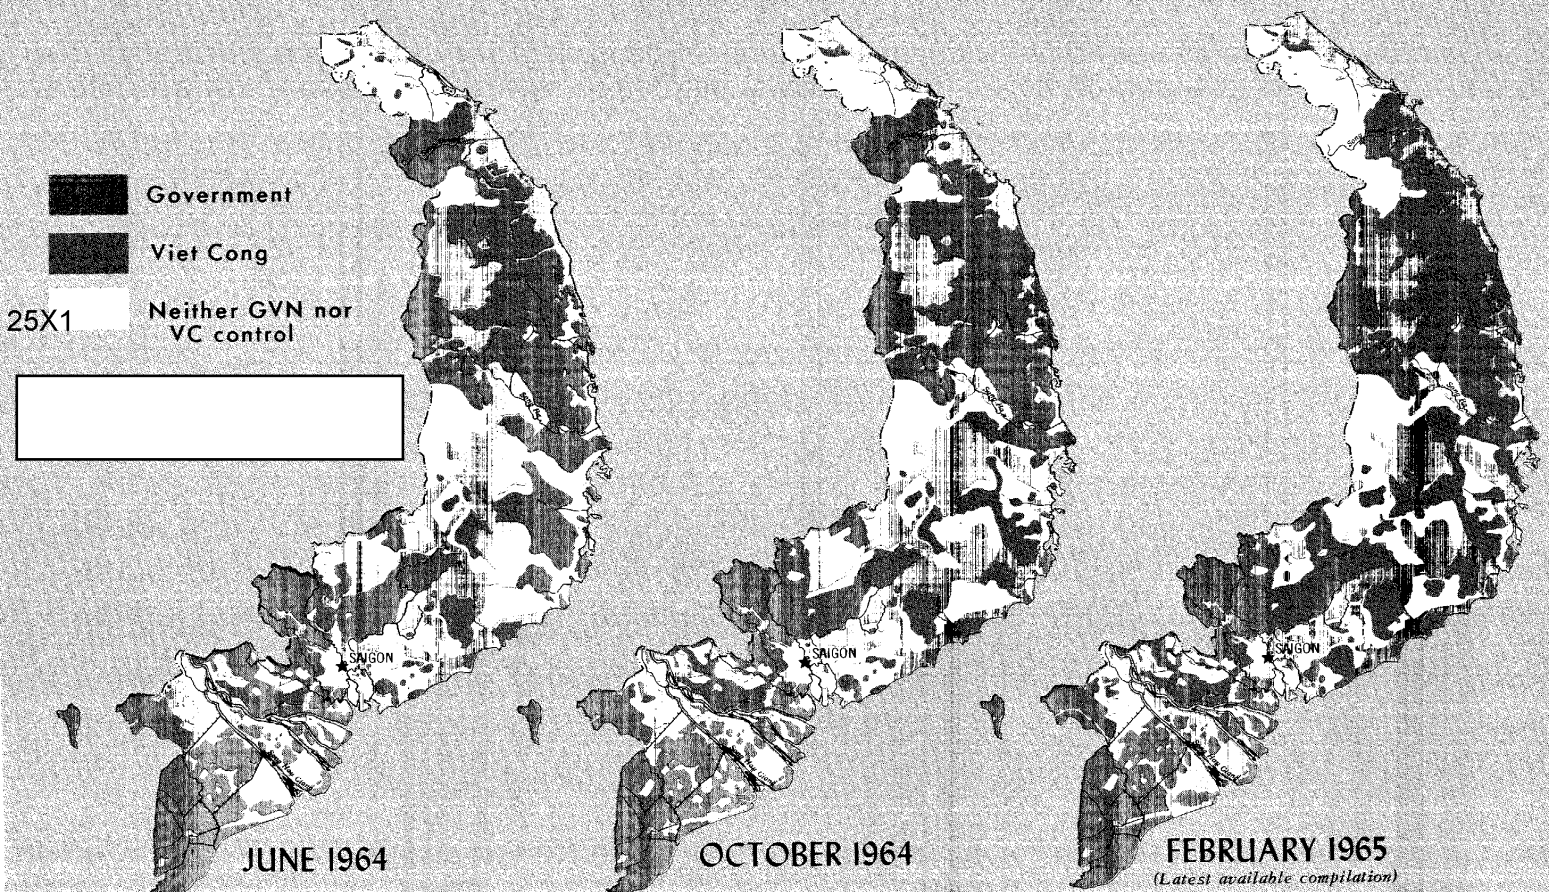 Government
Viet Cong
25X1
Neither GVN nor
VC control
SAIGON
JUNE 1964
SAIGON
OCTOBER 1964
SAIGON
FEBRUARY 1965
(Latest available compilation)